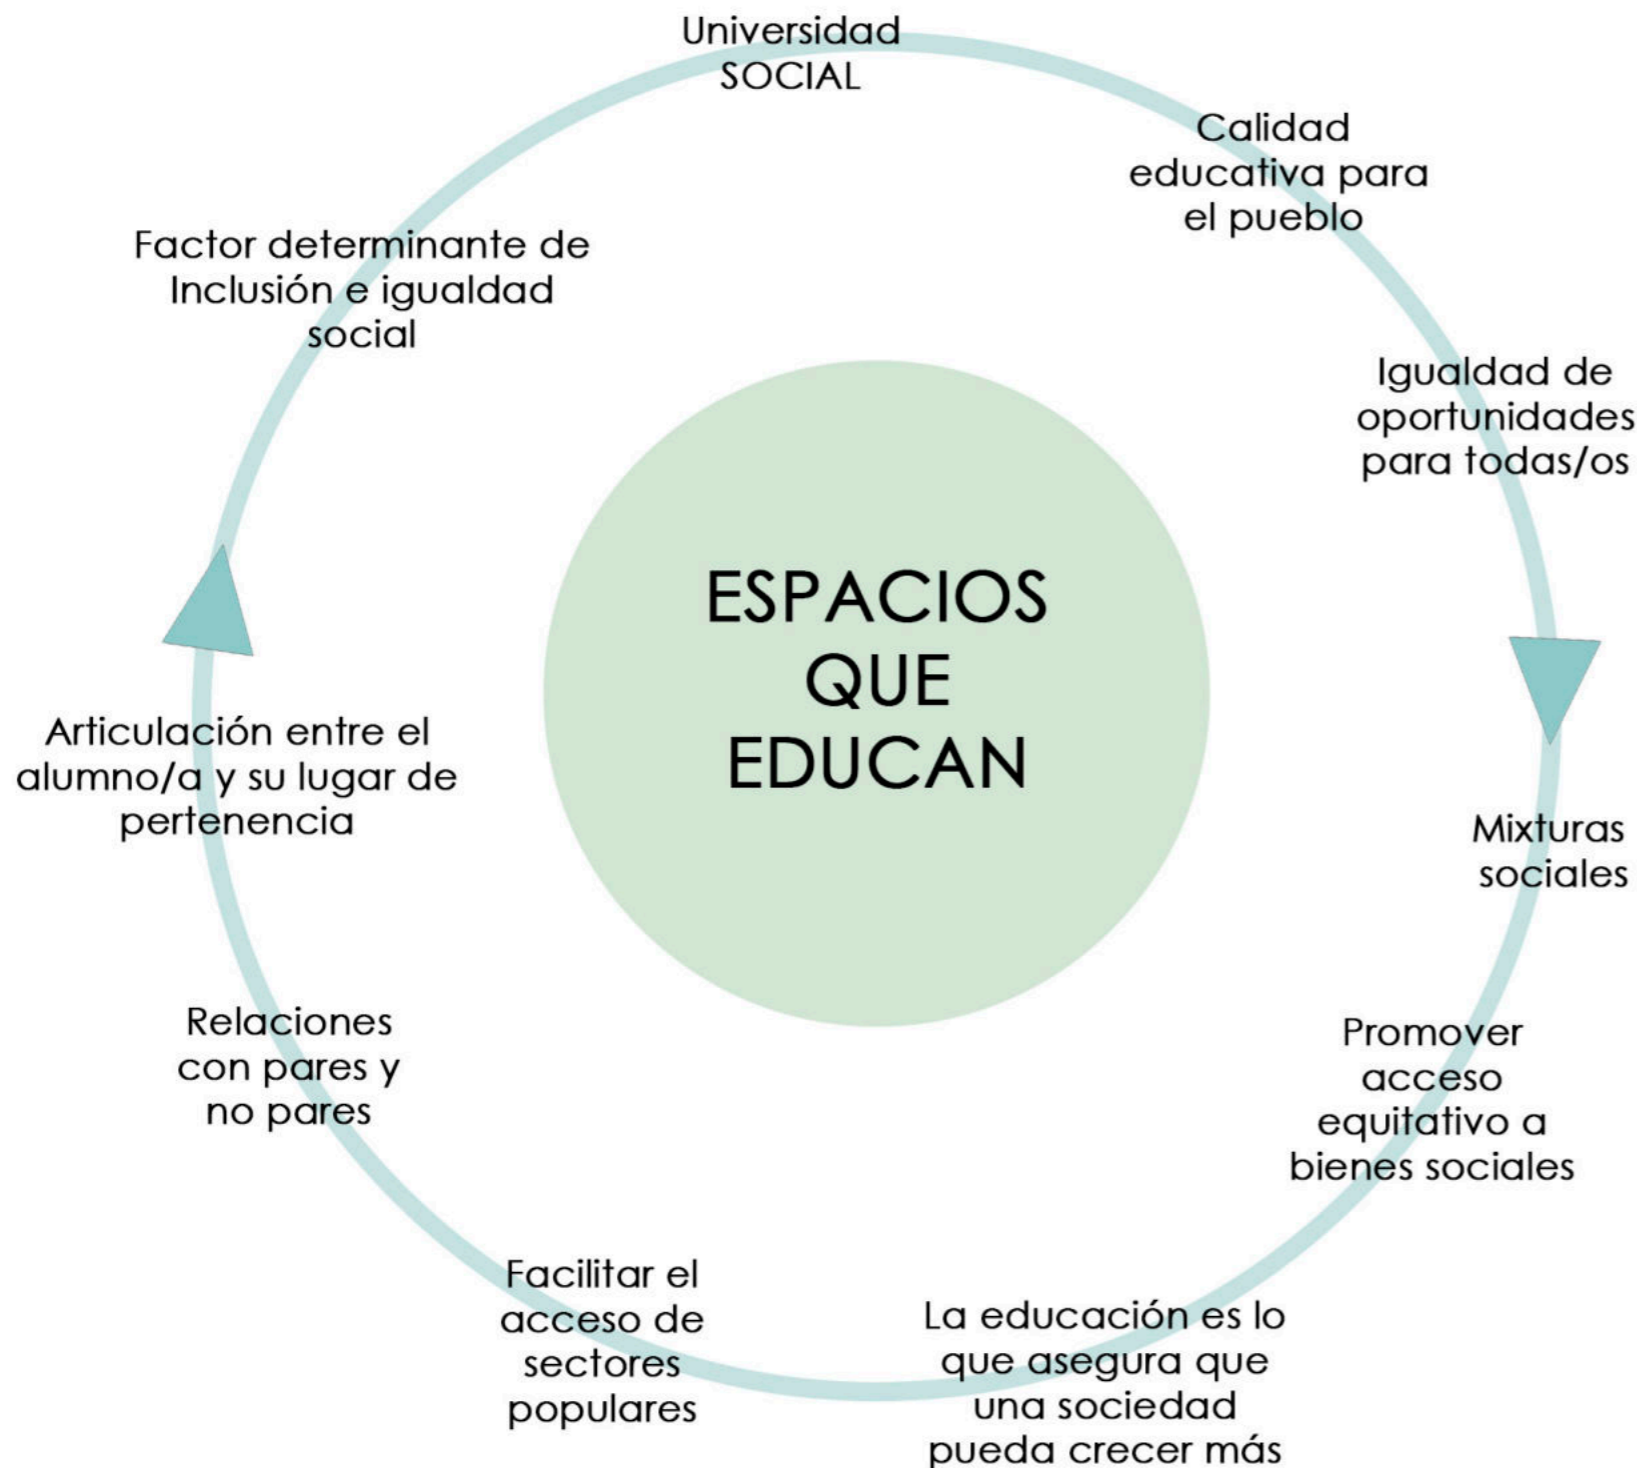 Universidad
SOCIAL
Calidad
educativa para
el pueblo
Igualdad de
oportunidades
para todas/os
Mixturas
sociales
Promover
acceso
equitativo a
bienes sociales
La educación es lo
que asegura que
una sociedad
pueda crecer más
Facilitar el
acceso de
sectores
populares
Relaciones
con pares y
no pares
Articulación entre el
alumno/a y su lugar de
pertenencia
Factor determinante de
Inclusión e igualdad
social
ESPACIOS
QUE
EDUCAN